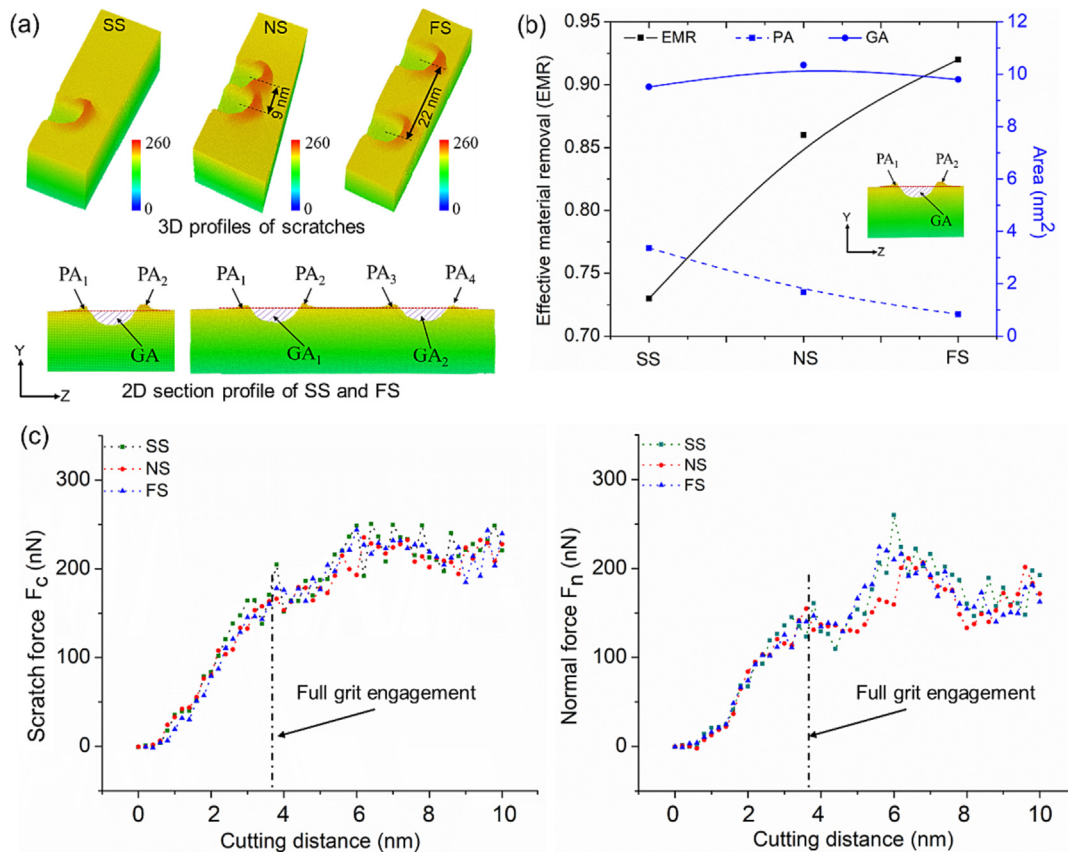 (a)
SS
NS
FS
9 nm
22 nm
260
0
260
0
260
0
3D profiles of scratches
PA1
PA2
GA
PA1
PA2
PA3
PA4
GA1
GA2
Y
Z
2D section profile of SS and FS
(b)
EMR
PA
GA
Effective material removal (EMR)
0.95
0.90
0.85
0.80
0.75
0.70
SS
NS
FS
12
10
8
6
4
2
0
Area (nm2)
PA1
PA2
GA
Y
Z
(c)
SS
NS
FS
Scratch force Fc (nN)
300
200
100
0
Full grit engagement
0 2 4 6 8 10
Cutting distance (nm)
SS
NS
FS
Normal force Fn (nN)
300
200
100
0
Full grit engagement
0 2 4 6 8 10
Cutting distance (nm)